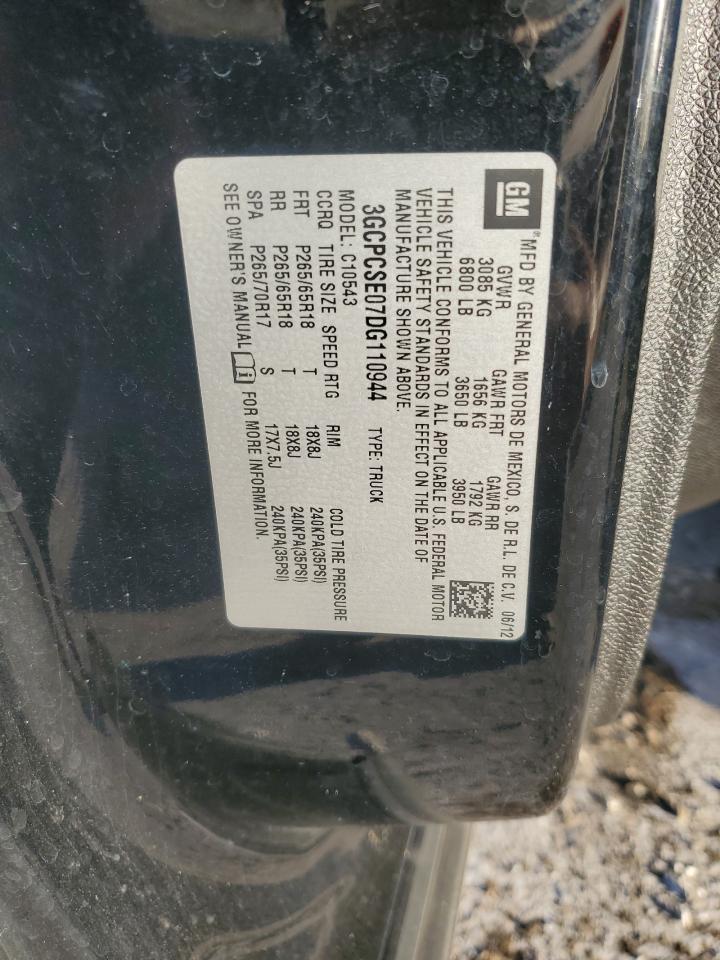 GM® MFD BY GENERAL MOTORS DE MEXICO, S. DE R.L. DE C.V. 06/12
GVWR GAWR FRT GAWR RR
3085 KG 1656 KG 1792 KG
6800 LB 3650 LB 3950 LB
THIS VEHICLE CONFORMS TO ALL APPLICABLE U.S. FEDERAL MOTOR
VEHICLE SAFETY STANDARDS IN EFFECT ON THE DATE OF
MANUFACTURE SHOWN ABOVE.
3GCPCSE07DG110944 TYPE: TRUCK
MODEL: C10543
CCRQ TIRE SIZE SPEED RTG RIM COLD TIRE PRESSURE
FRT P265/65R18 T 18X8J 240KPA(35PSI)
RR P265/65R18 T 18X8J 240KPA(35PSI)
SPA P265/70R17 S 17X7.5J 240KPA(35PSI)
SEE OWNER'S MANUAL i FOR MORE INFORMATION.